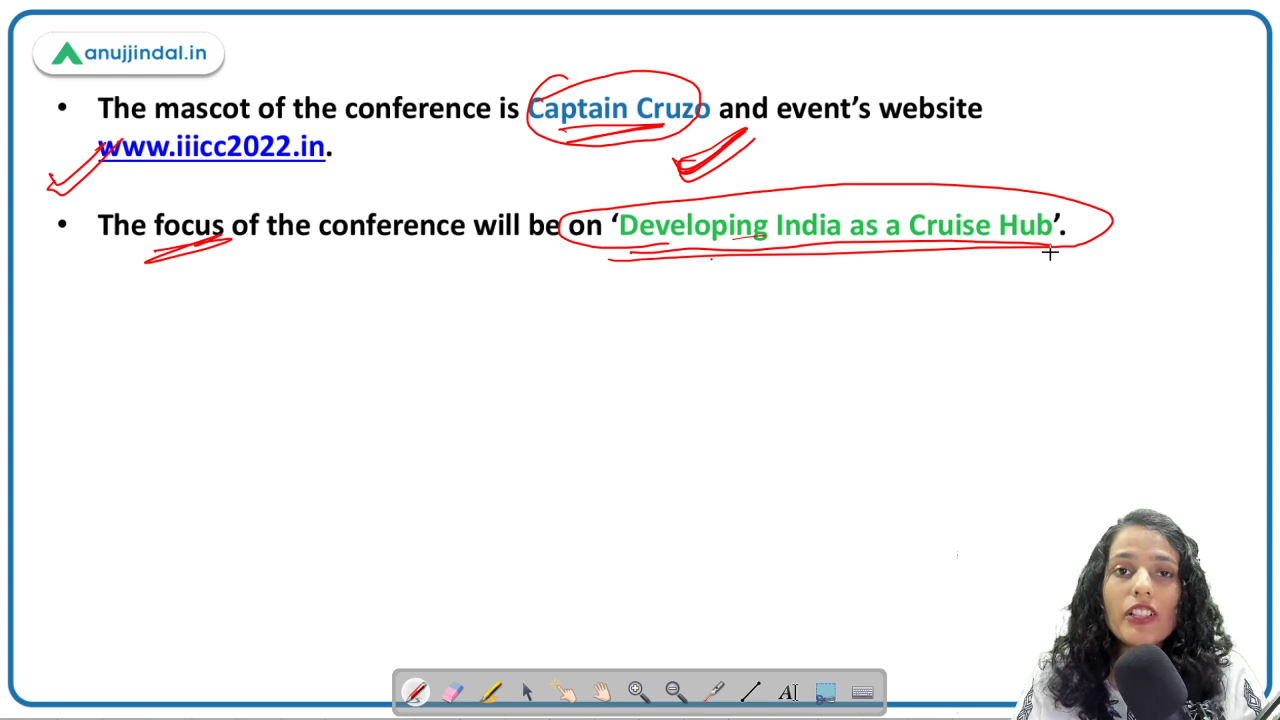 anujjindal.in
• The mascot of the conference is Captain Cruzo and event’s website
www.iiicc2022.in.
• The focus of the conference will be on ‘Developing India as a Cruise Hub’.
AI